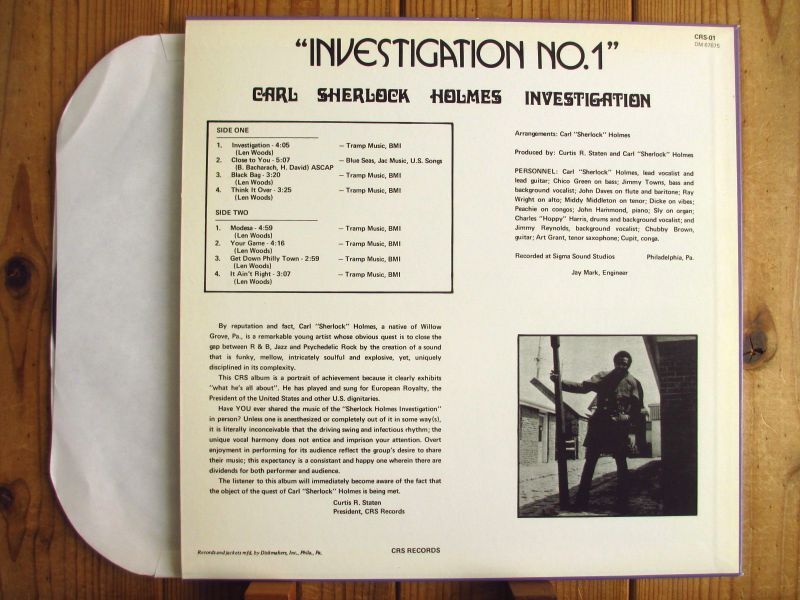 CRS-01
DM 67875
"INVESTIGATION NO.1"
CARL SHERLOCK HOLMES INVESTIGATION
SIDE ONE
1. Investigation - 4:05 — Tramp Music, BMI
(Len Woods)
2. Close to You - 5:07 — Blue Seas, Jac Music, U.S. Songs
(B. Bacharach, H. David) ASCAP
3. Black Bag - 3:20 — Tramp Music, BMI
(Len Woods)
4. Think It Over - 3:25 — Tramp Music, BMI
(Len Woods)
SIDE TWO
1. Modesa - 4:59 — Tramp Music, BMI
(Len Woods)
2. Your Game - 4:16 — Tramp Music, BMI
(Len Woods)
3. Get Down Philly Town - 2:59 — Tramp Music, BMI
(Len Woods)
4. It Ain't Right - 3:07 — Tramp Music, BMI
(Len Woods)
Arrangements: Carl "Sherlock" Holmes
Produced by: Curtis R. Staten and Carl "Sherlock" Holmes
PERSONNEL: Carl "Sherlock" Holmes, lead vocalist and
lead guitar; Chico Green on bass; Jimmy Towns, bass and
background vocalist; John Daves on flute and baritone; Ray
Wright on alto; Middy Middleton on tenor; Dicke on vibes;
Peachie on congos; John Hammond, piano; Sly on organ;
Charles "Hoppy" Harris, drums and background vocalist; and
Jimmy Reynolds, background vocalist; Chubby Brown,
guitar; Art Grant, tenor saxophone; Cupit, conga.
Recorded at Sigma Sound Studios Philadelphia, Pa.
Jay Mark, Engineer
By reputation and fact, Carl "Sherlock" Holmes, a native of Willow
Grove, Pa., is a remarkable young artist whose obvious quest is to close the
gap between R & B, Jazz and Psychedelic Rock by the creation of a sound
that is funky, mellow, intricately soulful and explosive, yet, uniquely
disciplined in its complexity.
This CRS album is a portrait of achievement because it clearly exhibits
"what he's all about". He has played and sung for European Royalty, the
President of the United States and other U.S. dignitaries.
Have YOU ever shared the music of the "Sherlock Holmes Investigation"
in person? Unless one is anesthetized or completely out of it in some way(s),
it is literally inconceivable that the driving swing and infectious rhythm; the
unique vocal harmony does not entice and imprison your attention. Overt
enjoyment in performing for its audience reflect the group's desire to share
their music; this expectancy is a consistant and happy one wherein there are
dividends for both performer and audience.
The listener to this album will immediately become aware of the fact that
the object of the quest of Carl "Sherlock" Holmes is being met.
Curtis R. Staten
President, CRS Records
Records and jackets mfd. by Diskmakers, Inc., Phila., Pa.
CRS RECORDS